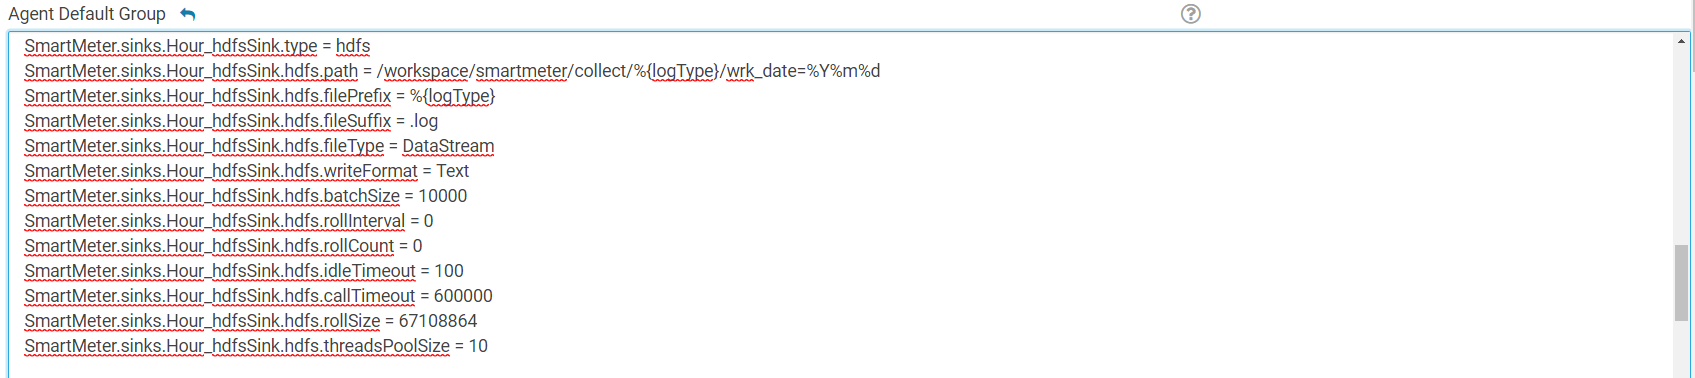 Agent Default Group
SmartMeter.sinks.Hour_hdfsSink.type = hdfs
SmartMeter.sinks.Hour_hdfsSink.hdfs.path = /workspace/smartmeter/collect/%{logType}/wrk_date=%Y%m%d
SmartMeter.sinks.Hour_hdfsSink.hdfs.filePrefix = %{logType}
SmartMeter.sinks.Hour_hdfsSink.hdfs.fileSuffix = .log
SmartMeter.sinks.Hour_hdfsSink.hdfs.fileType = DataStream
SmartMeter.sinks.Hour_hdfsSink.hdfs.writeFormat = Text
SmartMeter.sinks.Hour_hdfsSink.hdfs.batchSize = 10000
SmartMeter.sinks.Hour_hdfsSink.hdfs.rollInterval = 0
SmartMeter.sinks.Hour_hdfsSink.hdfs.rollCount = 0
SmartMeter.sinks.Hour_hdfsSink.hdfs.idleTimeout = 100
SmartMeter.sinks.Hour_hdfsSink.hdfs.callTimeout = 600000
SmartMeter.sinks.Hour_hdfsSink.hdfs.rollSize = 67108864
SmartMeter.sinks.Hour_hdfsSink.hdfs.threadsPoolSize = 10